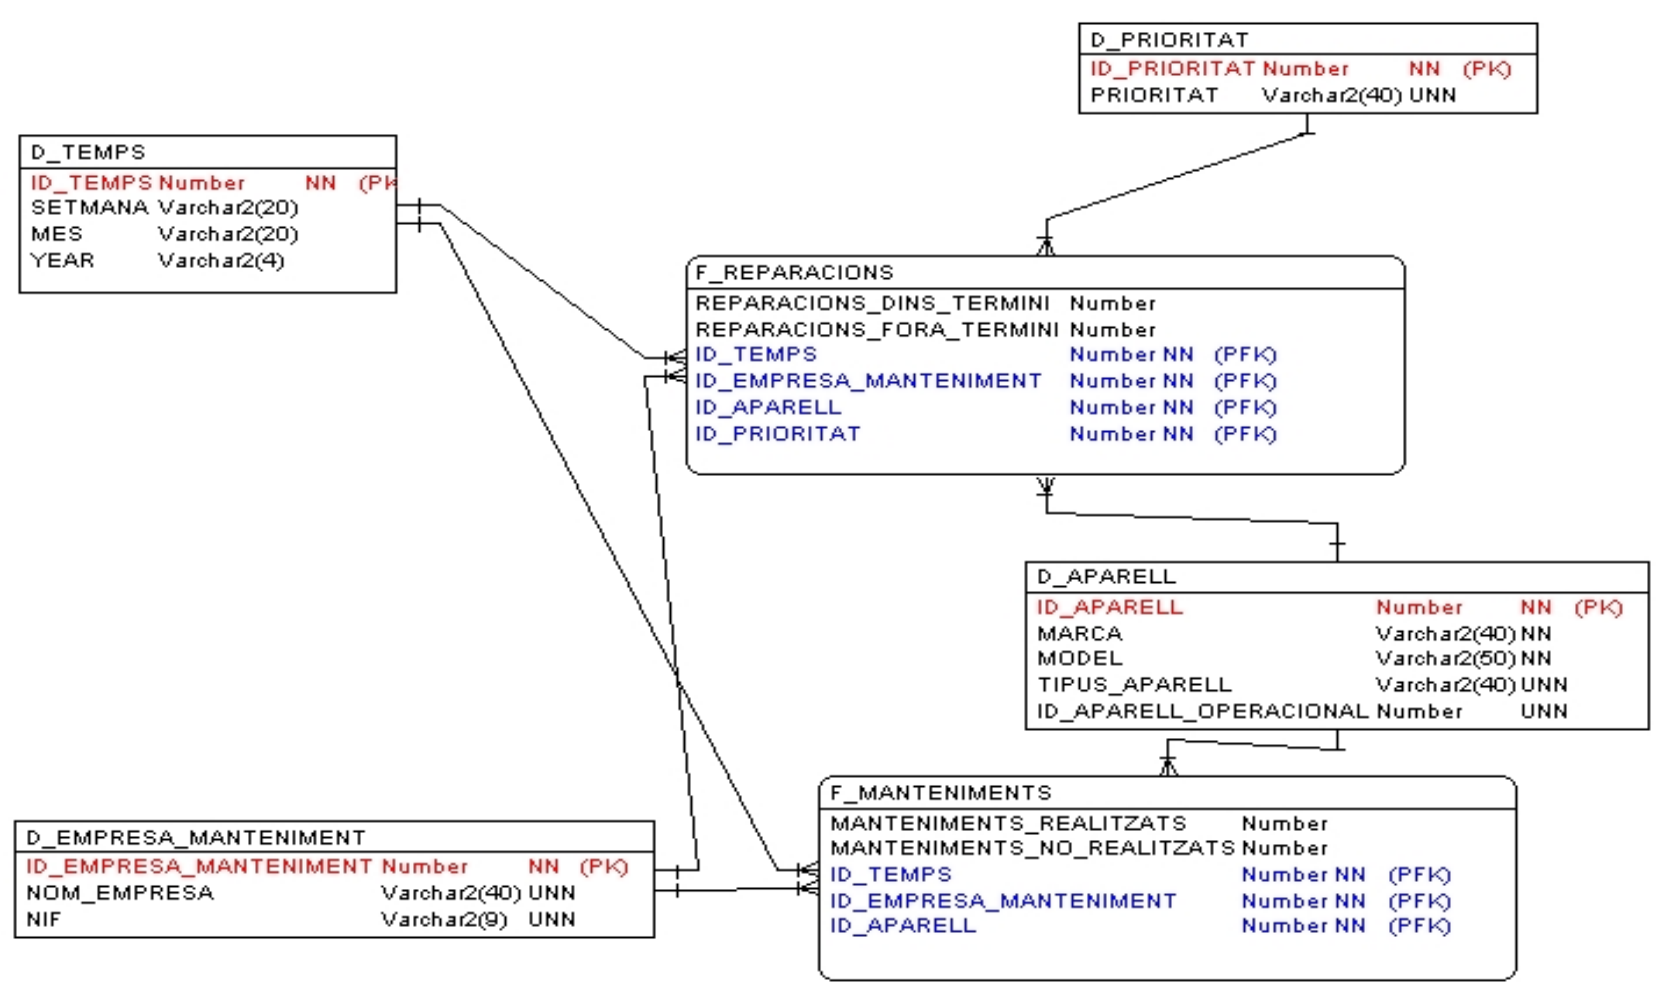 D_PRIORITAT
ID_PRIORITAT Number NN (PK)
PRIORITAT Varchar2(40) UNN
D_TEMPS
ID_TEMPS Number NN (PK
SETMANA Varchar2(20)
MES Varchar2(20)
YEAR Varchar2(4)
F_REPARACIONS
REPARACIONS_DINS_TERMINI Number
REPARACIONS_FORA_TERMINI Number
ID_TEMPS Number NN (PFK)
ID_EMPRESA_MANTENIMENT Number NN (PFK)
ID_APARELL Number NN (PFK)
ID_PRIORITAT Number NN (PFK)
D_APARELL
ID_APARELL Number NN (PK)
MARCA Varchar2(40) NN
MODEL Varchar2(50) NN
TIPUS_APARELL Varchar2(40) UNN
ID_APARELL_OPERACIONAL Number UNN
F_MANTENIMENTS
MANTENIMENTS_REALITZATS Number
MANTENIMENTS_NO_REALITZATS Number
ID_TEMPS Number NN (PFK)
ID_EMPRESA_MANTENIMENT Number NN (PFK)
ID_APARELL Number NN (PFK)
D_EMPRESA_MANTENIMENT
ID_EMPRESA_MANTENIMENT Number NN (PK)
NOM_EMPRESA Varchar2(40) UNN
NIF Varchar2(9) UNN